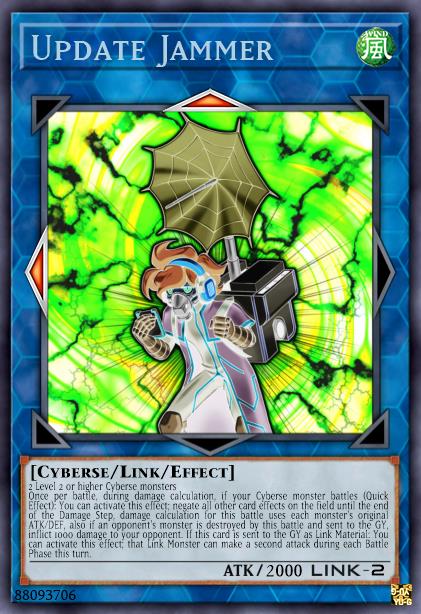 Update Jammer
WIND
風
[Cyberse/Link/Effect]
2 Level 2 or higher Cyberse monsters
Once per battle, during damage calculation, if your Cyberse monster battles (Quick
Effect): You can activate this effect; negate all other card effects on the field until the end
of the Damage Step, damage calculation for this battle uses each monster's original
ATK/DEF, also if an opponent's monster is destroyed by this battle and sent to the GY,
inflict 1000 damage to your opponent. If this card is sent to the GY as Link Material: You
can activate this effect; that Link Monster can make a second attack during each Battle
Phase this turn.
ATK/2000 LINK-2
88093706